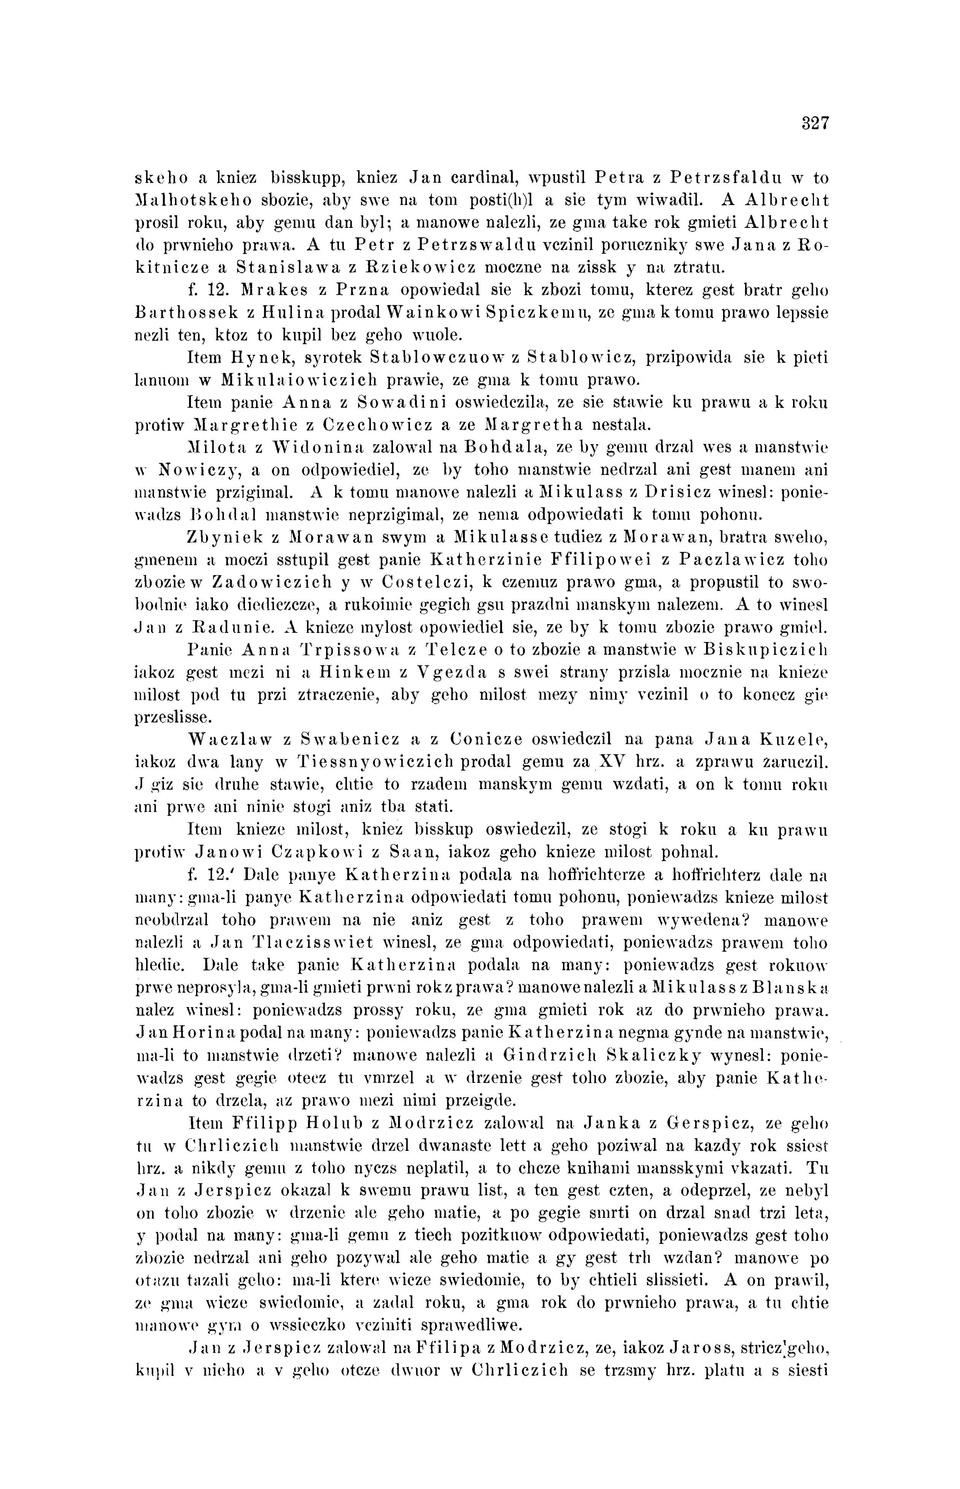 327
skeho a kniez bisskupp, kniez Jan cardinal, wpustil Petra z Petrzsfaldu w to
Malhotskeho sbozie, aby swe na tom posti(h)l a sie tym wiwadil. A Albrecht
prosil roku, aby gemu dan byl; a manowe nalezli, ze gma take rok gmieti Albrecht
do prwnieho prawa. A tu Petr z Petrzswaldu vczinil poruczniky swe Jana z Ro-
kitnicze a Stanislawa z Rziekowicz moczne na zissk y na ztratu.
f. 12. Mrakes z Przna opowiedal sie k zbozi tomu, kterez gest bratr geho
Barthossek z Hulina prodal Wainkowi Spiczkemu, ze gma k tomu prawo lepssie
nezli ten, ktoz to kupil bez geho wuole.
Item Hynek, syrotek Stablowczuow z Stablowicz, przipowida sie k pieti
lanuom w Mikulaiowiczich prawie, ze gma k tomu prawo.
Item panie Anna z Sowadini oswiedczila, ze sie stawie ku prawu a k roku
protiw Margrethie z Czechowicz a ze Margretha nestala.
Milota z Widonina zalowal na Bohdala, ze by gemu drzal wes a manstwie
w Nowiczy, a on odpowiediel, ze by toho manstwie nedrzal ani gest manem ani
manstwie przigimal. A k tomu manowe nalezli a Mikulass z Drisicz winesl: ponie-
wadzs Bohdal manstwie neprzigimal, ze nema odpowiedati k tomu pohonu.
Zbyniek z Morawan swym a Mikulasse tudiez z Morawan, bratra sweho,
gmenem a moczi sstupil gest panie Katherzinie Ffilipowei z Paczlawicz toho
zbozie w Zadowiczich y w Costelczi, k czemuz prawo gma, a propustil to swo-
bodnie iako diediczcze, a rukoimie gegich gsu prazdni manskym nalezem. A to winesl
Jan z Radunie. A knieze mylost opowiediel sie, ze by k tomu zbozie prawo gmiel.
Panie Anna Trpissowa z Telcze o to zbozie a manstwie w Biskupiczich
iakoz gest mezi ni a Hinkem z Vgezda s swei strany przisla mocznie na knieze
milost pod tu przi ztraczenie, aby geho milost mezy nimy vczinil o to konecz gie
przeslisse.
Waczlaw z Swabenicz a z Conicze oswiedczil na pana Jana Kuzele,
iakoz dwa lany w Tiessnyowiczich prodal gemu za XV hrz. a zprawu zaruczil.
J giz sie druhe stawie, chtie to rzadem manskym gemu wzdati, a on k tomu roku
ani prwe ani ninie stogi aniz tba stati.
Item knieze milost, kniez bisskup oswiedczil, ze stogi k roku a ku prawu
protiw Janowi Czapkowi z Saan, iakoz geho knieze milost pohnal.
f. 12.' Dale panye Katherzina podala na hoffrichterze a hoffrichterz dale na
many: gma-li panye Katherzina odpowiedati tomu pohonu, poniewadzs knieze milost
neobdrzal toho prawem na nie aniz gest z toho prawem wywedena? manowe
nalezli a Jan Tlaczisswiet winesl, ze gma odpowiedati, poniewadzs prawem toho
hledie. Dale take panie Katherzina podala na many: poniewadzs gest rokuow
prwe neprosyla, gma-li gmieti prwni rok z prawa? manowe nalezli a Mikulass z Blanska
nalez winesl: poniewadzs prossy roku, ze gma gmieti rok az do prwnieho prawa.
Jan Horina podal na many: poniewadzs panie Katherzina negma gynde na manstwie,
ma-li to manstwie drzeti? manowe nalezli a Gindrzich Skaliczky wynesl: ponie-
wadzs gest gegie otecz tu vmrzel a w drzenie gest toho zbozie, aby panie Kathe-
rzina to drzela, az prawo mezi nimi przeigde.
Item Ffilipp Holub z Modrzicz zalowal na Janka z Gerspicz, ze geho
tu w Chrliczich manstwie drzel dwanaste lett a geho poziwal na kazdy rok ssiest
hrz. a nikdy gemu z toho nyczs neplatil, a to chcze knihami mansskymi vkazati. Tu
Jan z Jerspicz okazal k swemu prawu list, a ten gest czten, a odeprzel, ze nebyl
on toho zbozie w drzenie ale geho matie, a po gegie smrti on drzal snad trzi leta,
y podal na many: gma-li gemu z tiech pozitkuow odpowiedati, poniewadzs gest toho
zbozie nedrzal ani geho pozywal ale geho matie a gy gest trh wzdan? manowe po
otazu tazali geho: ma-li ktere wicze swiedomie, to by chtieli slissieti. A on prawil,
ze gma wicze swiedomie, a zadal roku, a gma rok do prwnieho prawa, a tu chtie
manowe gym o wssieczko vcziniti sprawedliwe.
Jan z Jerspicz zalowal na Ffilipa z Modrzicz, ze, iakoz Jaross, stricz geho,
kupil v nieho a v geho otcze dwuor w Chrliczich se trzsmy hrz. platu a s siesti